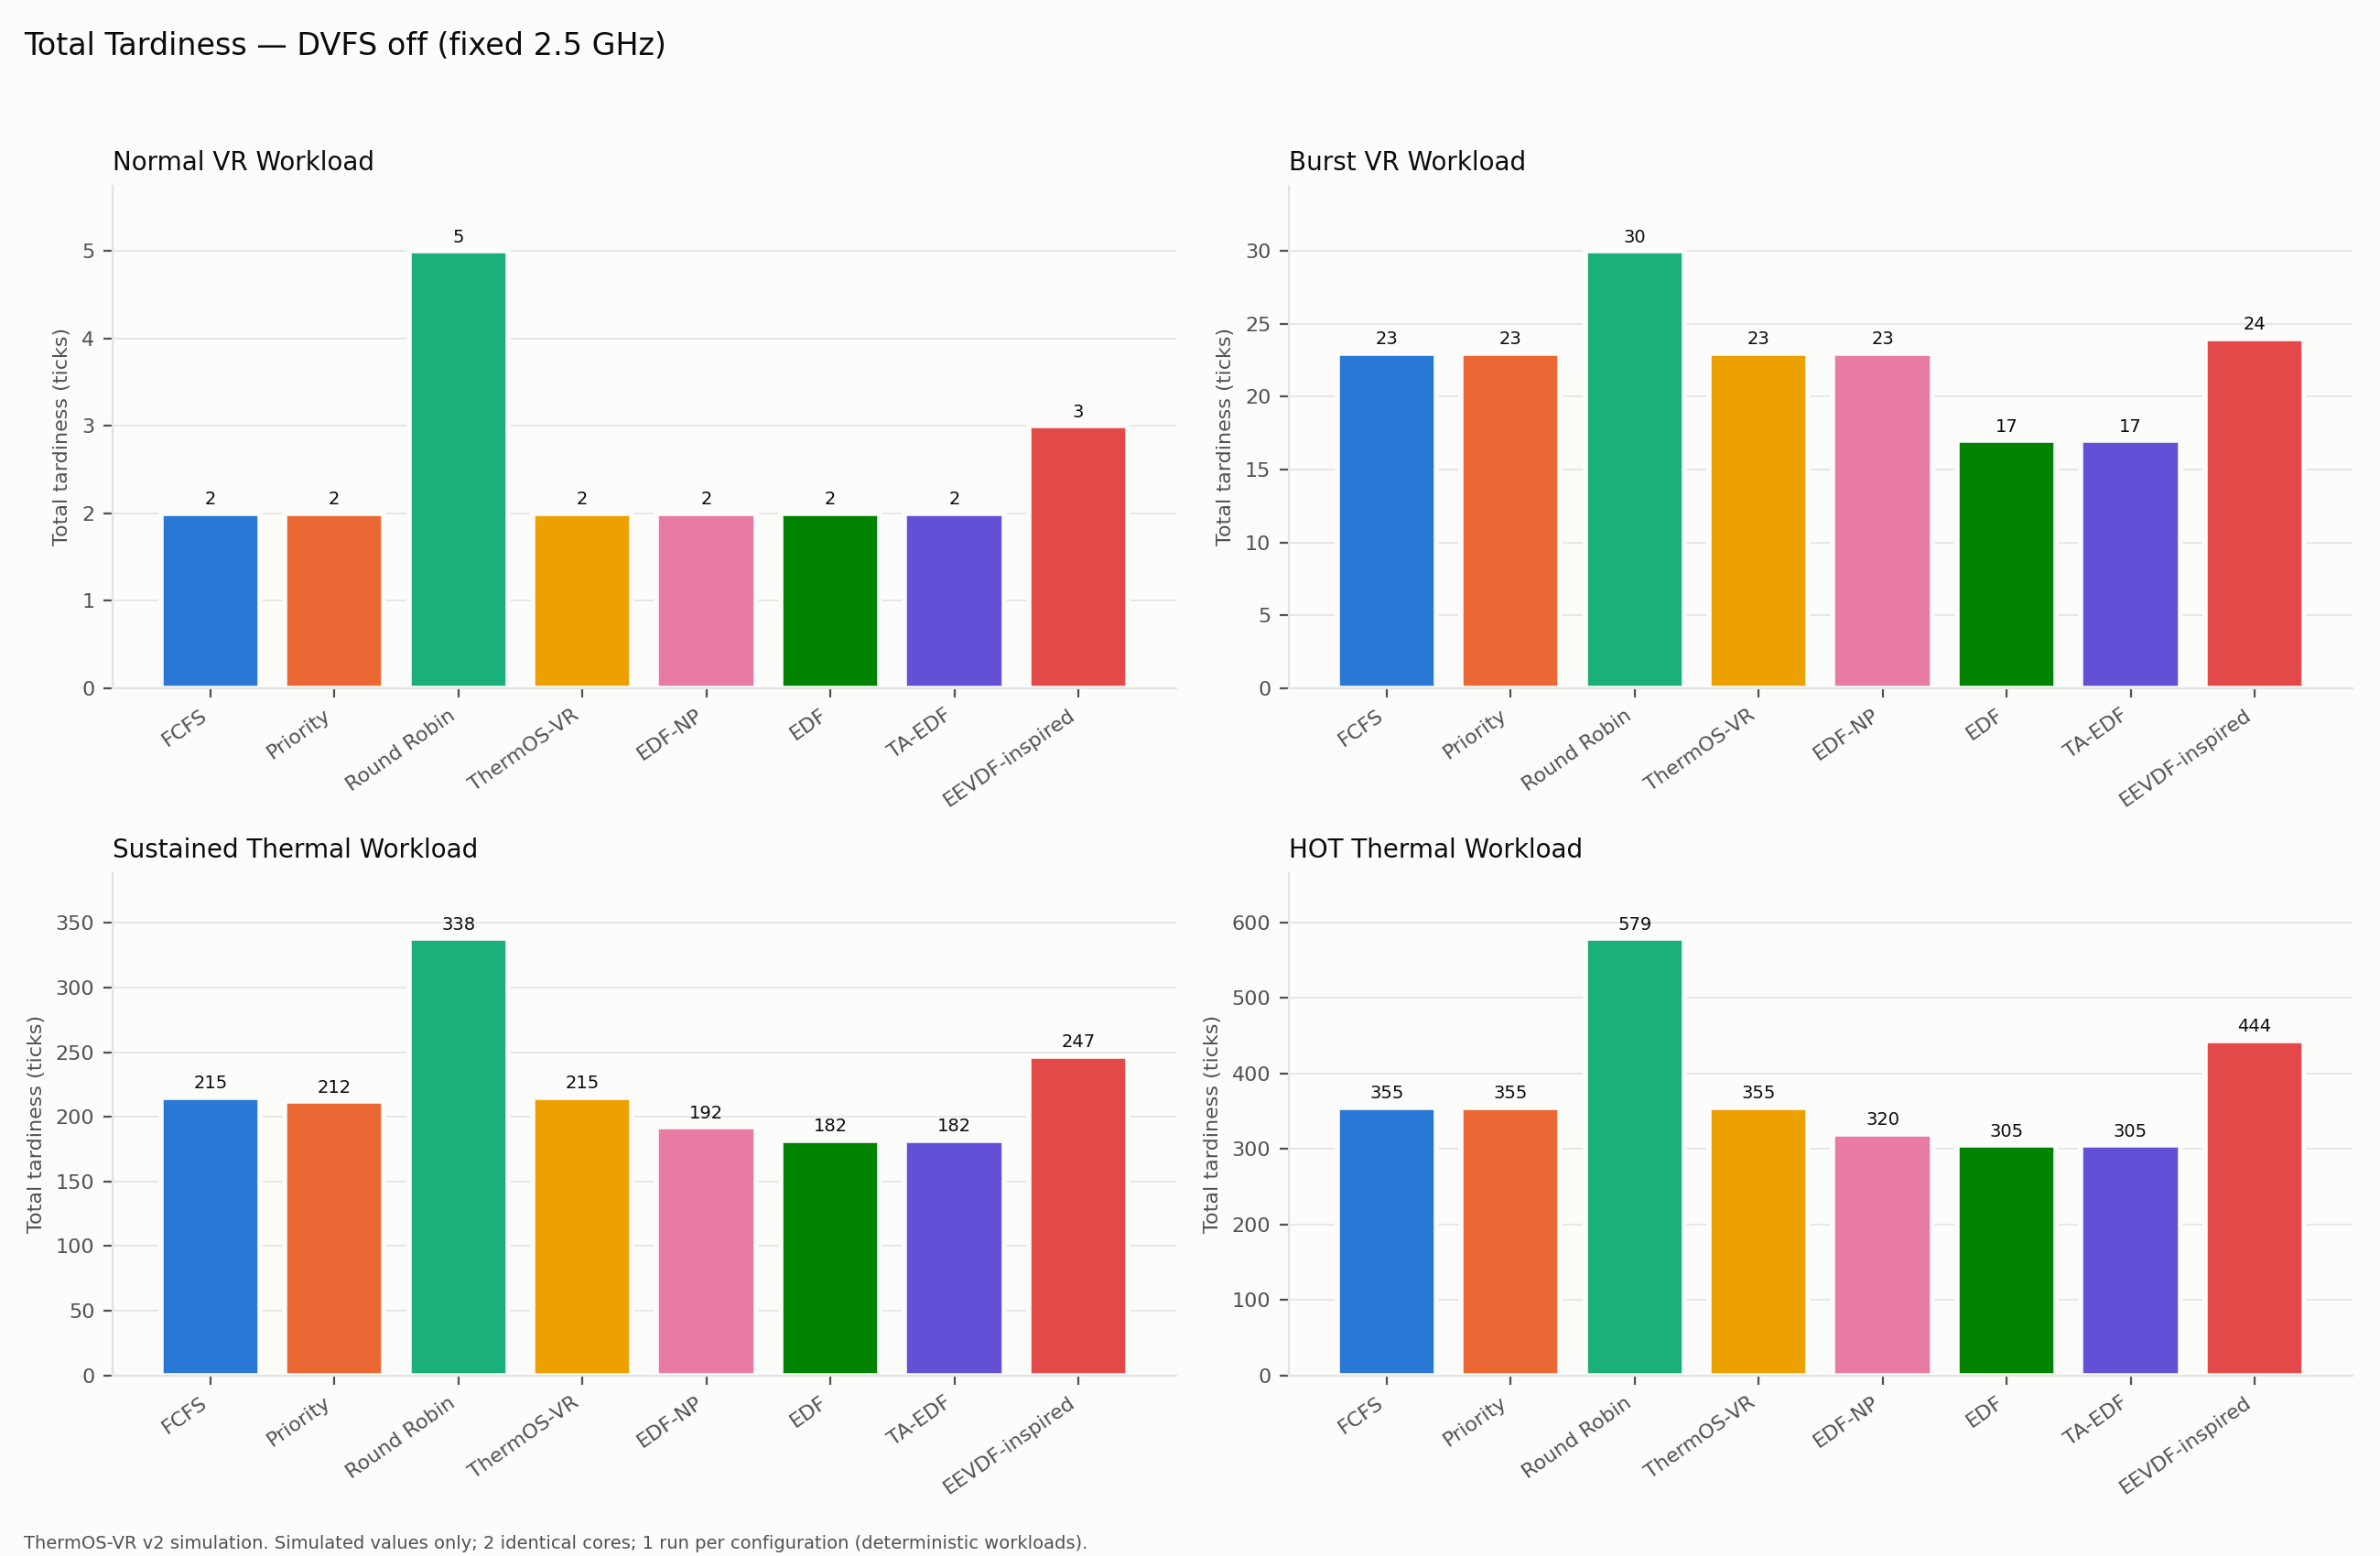 Total Tardiness — DVFS off (fixed 2.5 GHz)
Normal VR Workload
Total tardiness (ticks)
5
4
3
2
1
0
2
2
5
2
2
2
2
3
FCFS
Priority
Round Robin
ThermOS-VR
EDF-NP
EDF
TA-EDF
EEVDF-inspired
Burst VR Workload
Total tardiness (ticks)
30
25
20
15
10
5
0
23
23
30
23
23
17
17
24
FCFS
Priority
Round Robin
ThermOS-VR
EDF-NP
EDF
TA-EDF
EEVDF-inspired
Sustained Thermal Workload
Total tardiness (ticks)
350
300
250
200
150
100
50
0
215
212
338
215
192
182
182
247
FCFS
Priority
Round Robin
ThermOS-VR
EDF-NP
EDF
TA-EDF
EEVDF-inspired
HOT Thermal Workload
Total tardiness (ticks)
600
500
400
300
200
100
0
355
355
579
355
320
305
305
444
FCFS
Priority
Round Robin
ThermOS-VR
EDF-NP
EDF
TA-EDF
EEVDF-inspired
ThermOS-VR v2 simulation. Simulated values only; 2 identical cores; 1 run per configuration (deterministic workloads).